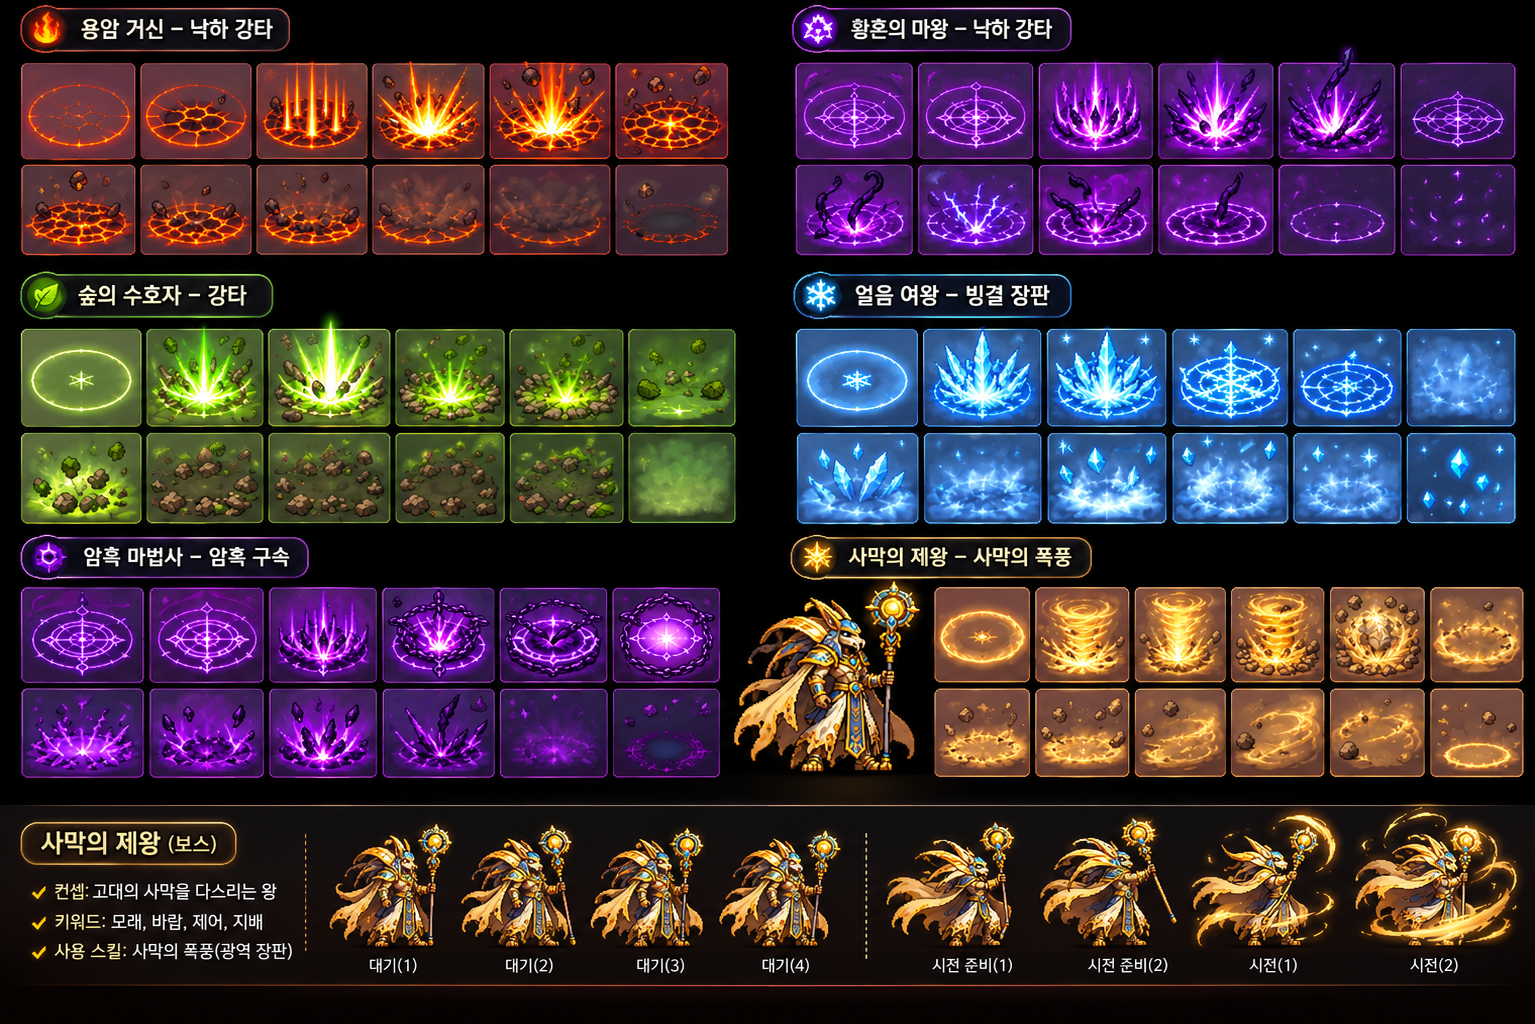 용암 거신 – 낙하 강타
황혼의 마왕 – 낙하 강타
숲의 수호자 – 강타
얼음 여왕 – 빙결 장판
암흑 마법사 – 암혹 구속
사막의 제왕 – 사막의 폭풍
사막의 제왕 (보스)
컨셉: 고대의 사막을 다스리는 왕
키워드: 모래, 바람, 제어, 지배
사용 스킬: 사막의 폭풍(광역 장판)
대기(1)
대기(2)
대기(3)
대기(4)
시전 준비(1)
시전 준비(2)
시전(1)
시전(2)